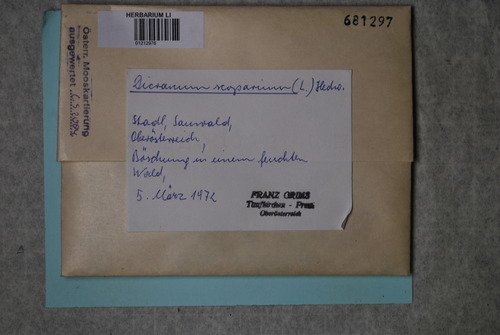 HERBARIUM LI
01212975
681297
Österr. Mooskartierung
ausgewertet
Dicranum scoparium (L.) Hedw.
Stadl, Sauwald,
Oberösterreich,
Böschung in einem feuchten
Wald,
5. März 1972
FRANZ GRIMS
Taufkirchen - Pram
Oberösterreich